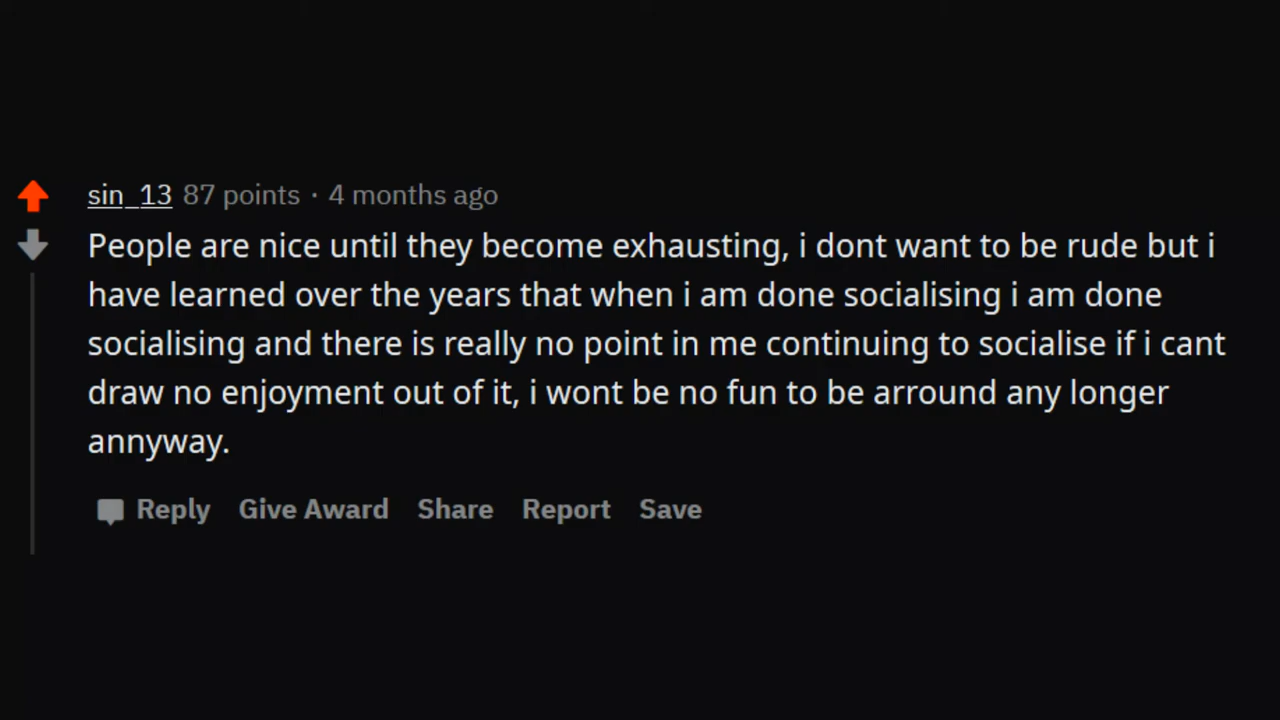 sin_13 87 points · 4 months ago
People are nice until they become exhausting, i dont want to be rude but i
have learned over the years that when i am done socialising i am done
socialising and there is really no point in me continuing to socialise if i cant
draw no enjoyment out of it, i wont be no fun to be arround any longer
annyway.
Reply Give Award Share Report Save